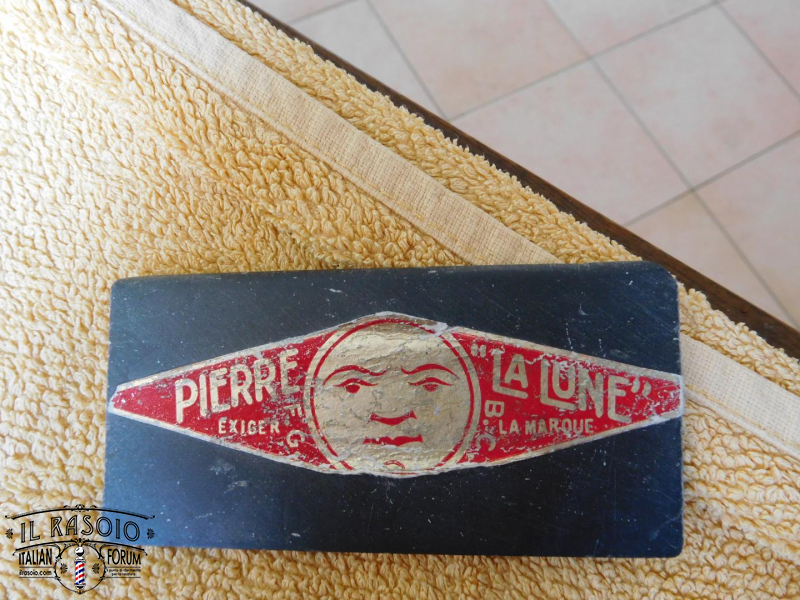 PIERRE "LA LUNE"
EXIGER LA MARQUE
F G
B C
IL RASOIO
ITALIAN FORUM
ilrasoio.com